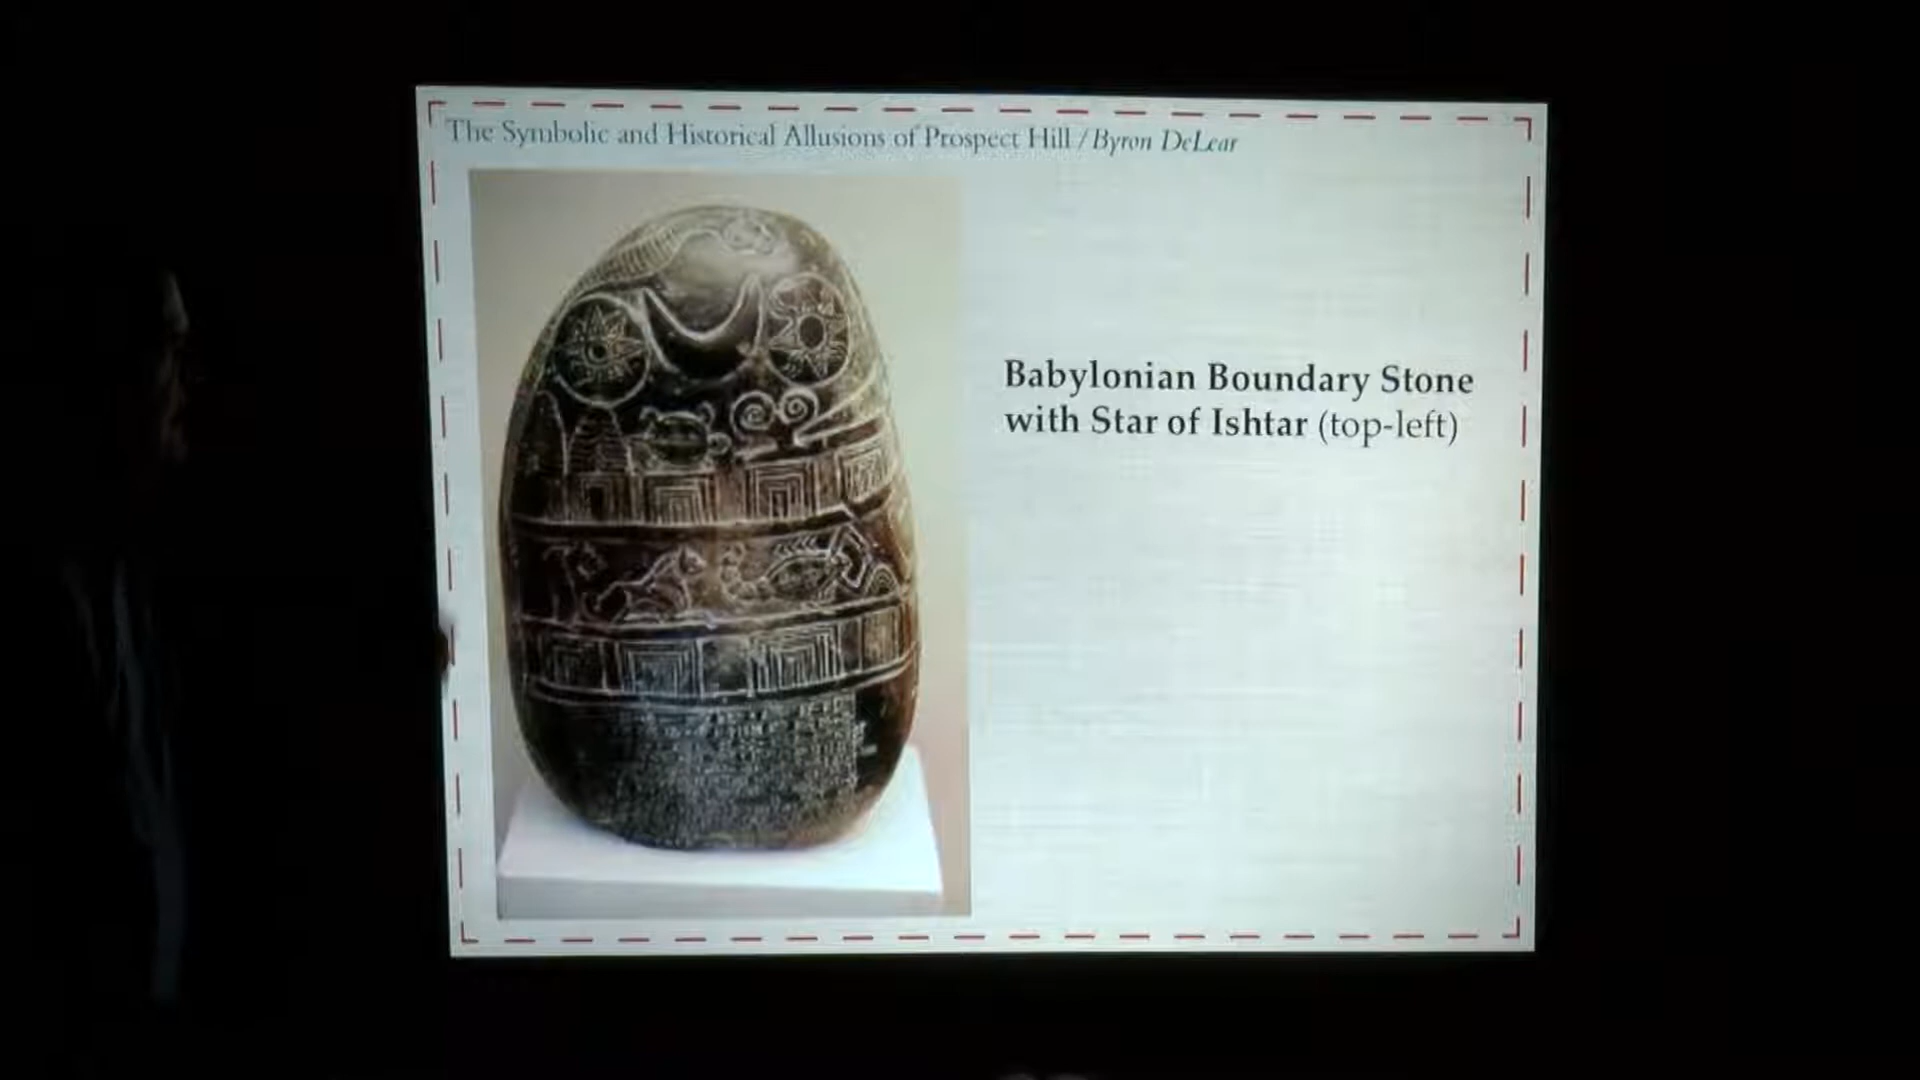 The Symbolic and Historical Allusions of Prospect Hill / Byron DeLear
Babylonian Boundary Stone
with Star of Ishtar (top-left)